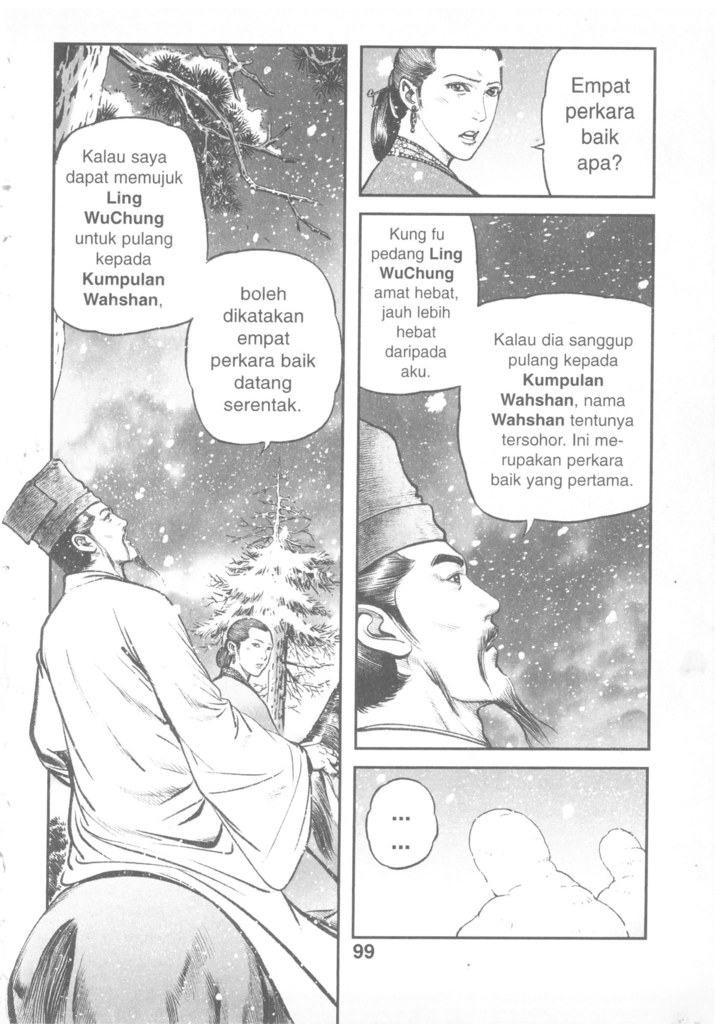 Kalau saya
dapat memujuk
Ling
WuChung
untuk pulang
kepada
Kumpulan
Wahshan,
boleh
dikatakan
empat
perkara baik
datang
serentak.
Empat
perkara
baik
apa?
Kung fu
pedang Ling
WuChung
amat hebat,
jauh lebih
hebat
daripada
aku.
Kalau dia sanggup
pulang kepada
Kumpulan
Wahshan, nama
Wahshan tentunya
tersohor. Ini me-
rupakan perkara
baik yang pertama.
...
...
99